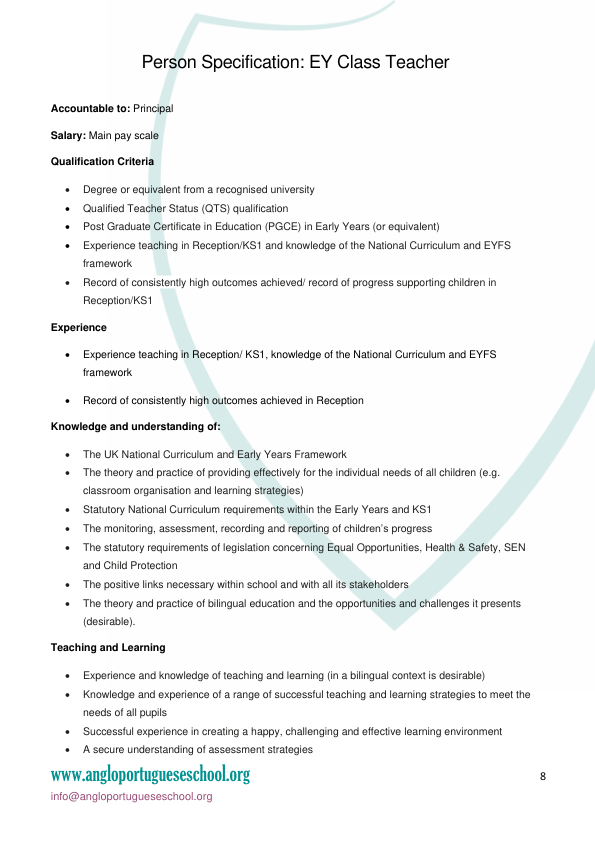 Person Specification: EY Class Teacher
Accountable to: Principal
Salary: Main pay scale
Qualification Criteria
• Degree or equivalent from a recognised university
• Qualified Teacher Status (QTS) qualification
• Post Graduate Certificate in Education (PGCE) in Early Years (or equivalent)
• Experience teaching in Reception/KS1 and knowledge of the National Curriculum and EYFS
framework
• Record of consistently high outcomes achieved/ record of progress supporting children in
Reception/KS1
Experience
• Experience teaching in Reception/ KS1, knowledge of the National Curriculum and EYFS
framework
• Record of consistently high outcomes achieved in Reception
Knowledge and understanding of:
• The UK National Curriculum and Early Years Framework
• The theory and practice of providing effectively for the individual needs of all children (e.g.
classroom organisation and learning strategies)
• Statutory National Curriculum requirements within the Early Years and KS1
• The monitoring, assessment, recording and reporting of children’s progress
• The statutory requirements of legislation concerning Equal Opportunities, Health & Safety, SEN
and Child Protection
• The positive links necessary within school and with all its stakeholders
• The theory and practice of bilingual education and the opportunities and challenges it presents
(desirable).
Teaching and Learning
• Experience and knowledge of teaching and learning (in a bilingual context is desirable)
• Knowledge and experience of a range of successful teaching and learning strategies to meet the
needs of all pupils
• Successful experience in creating a happy, challenging and effective learning environment
• A secure understanding of assessment strategies
www.angloportugueseschool.org 8
info@angloportugueseschool.org